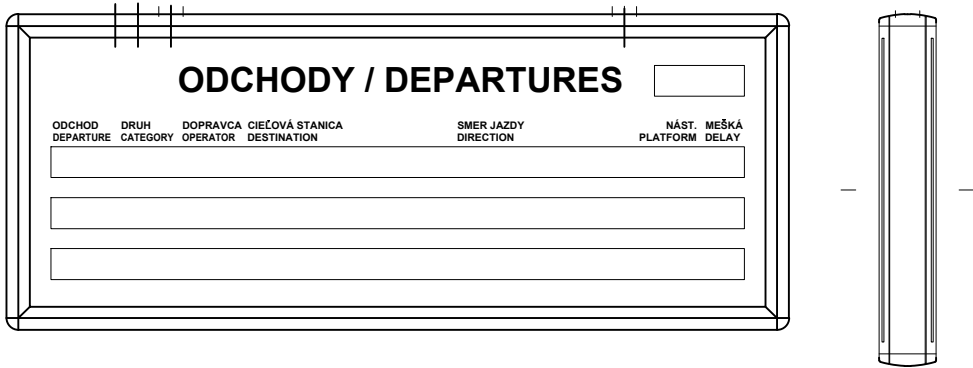 ODCHODY / DEPARTURES
ODCHOD DRUH DOPRAVCA CIEĽOVÁ STANICA SMER JAZDY NÁST. MEŠKÁ
DEPARTURE CATEGORY OPERATOR DESTINATION DIRECTION PLATFORM DELAY